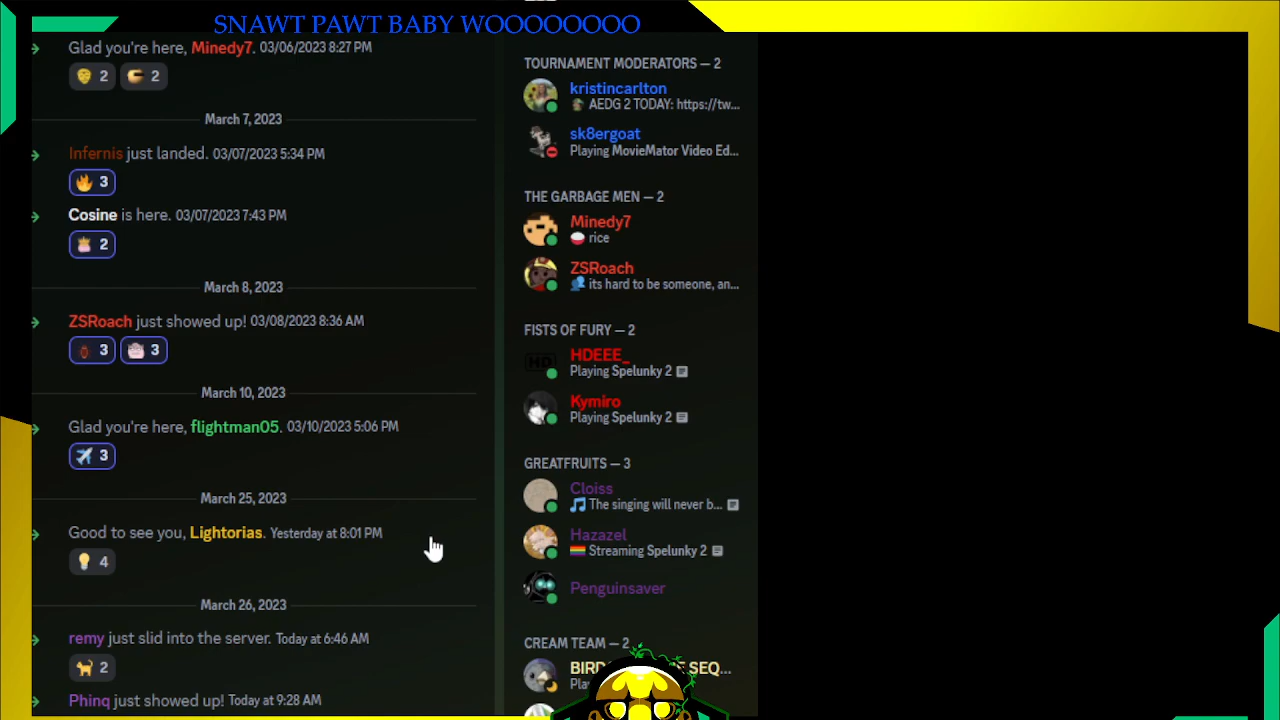 SNAWT PAWT BABY WOOOOOOOO
Glad you're here, Minedy7. 03/06/2023 8:27 PM
2 2
March 7, 2023
Infernis just landed. 03/07/2023 5:34 PM
3
Cosine is here. 03/07/2023 7:43 PM
2
March 8, 2023
ZSRoach just showed up! 03/08/2023 8:36 AM
3 3
March 10, 2023
Glad you're here, flightman05. 03/10/2023 5:06 PM
3
March 25, 2023
Good to see you, Lightorias. Yesterday at 8:01 PM
4
March 26, 2023
remy just slid into the server. Today at 6:46 AM
2
Phinq just showed up! Today at 9:28 AM
TOURNAMENT MODERATORS — 2
kristincarlton
AEDG 2 TODAY: https://tw...
sk8ergoat
Playing MovieMator Video Ed...
THE GARBAGE MEN — 2
Minedy7
rice
ZSRoach
its hard to be someone, an...
FISTS OF FURY — 2
HD
HDEEE_
Playing Spelunky 2
Kymiro
Playing Spelunky 2
GREATFRUITS — 3
Cloiss
The singing will never b...
Hazazel
Streaming Spelunky 2
Penguinsaver
CREAM TEAM — 2
SEQ...